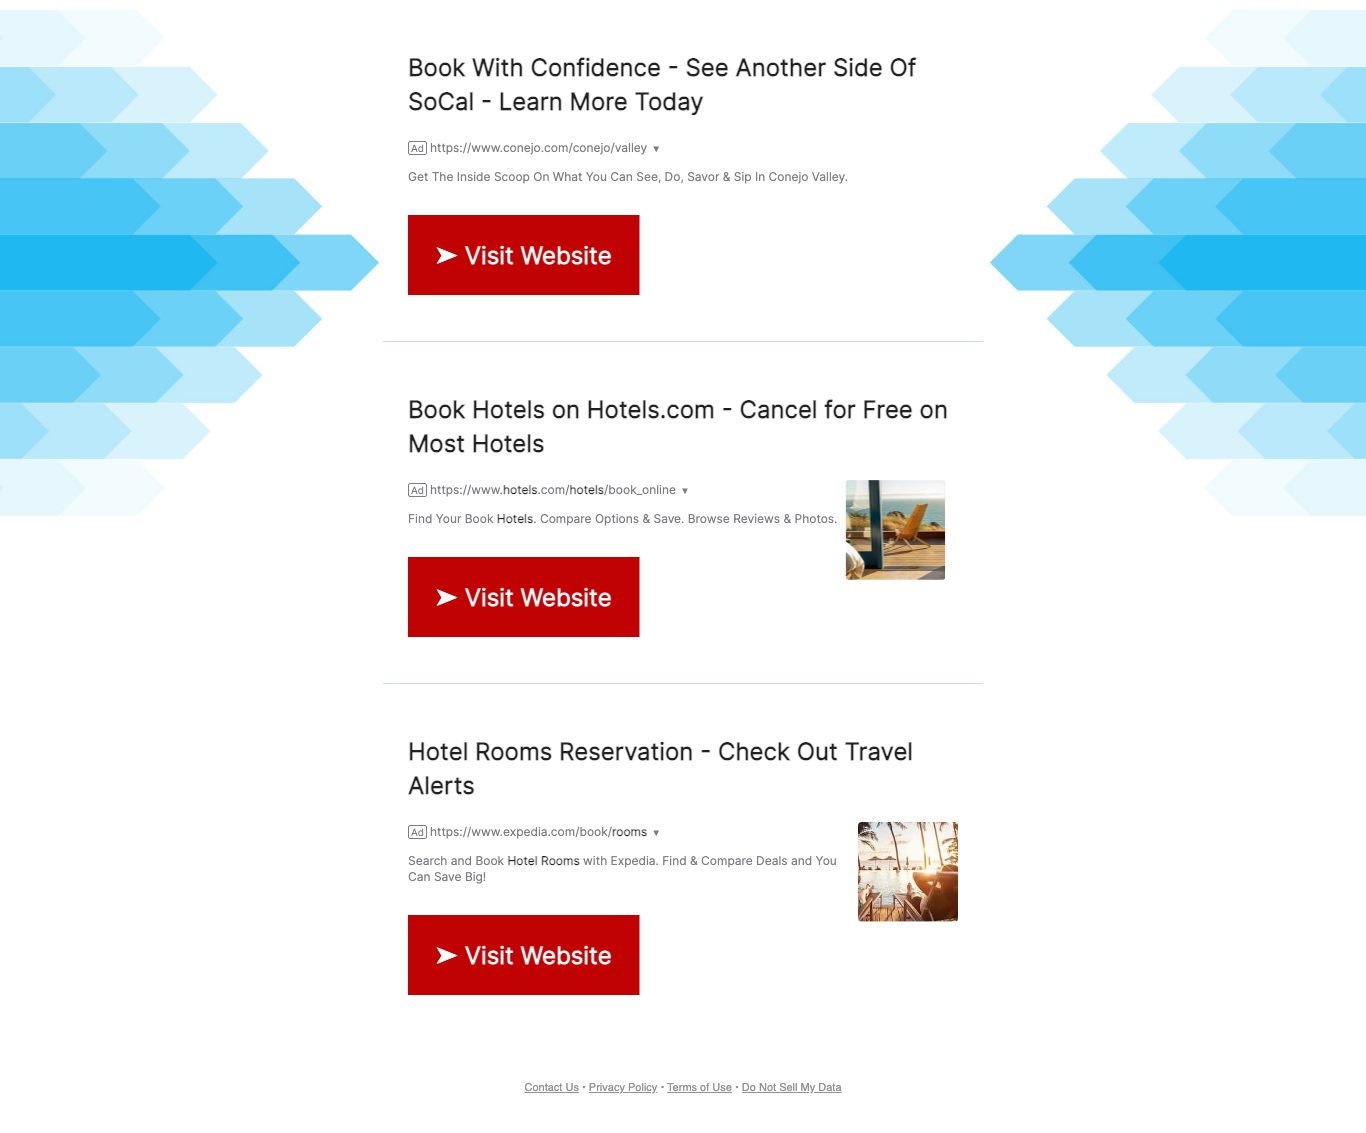 Book With Confidence - See Another Side Of
SoCal - Learn More Today
Ad https://www.conejo.com/conejo/valley ▼
Get The Inside Scoop On What You Can See, Do, Savor & Sip In Conejo Valley.
➤ Visit Website
Book Hotels on Hotels.com - Cancel for Free on
Most Hotels
Ad https://www.hotels.com/hotels/book_online ▼
Find Your Book Hotels. Compare Options & Save. Browse Reviews & Photos.
➤ Visit Website
Hotel Rooms Reservation - Check Out Travel
Alerts
Ad https://www.expedia.com/book/rooms ▼
Search and Book Hotel Rooms with Expedia. Find & Compare Deals and You
Can Save Big!
➤ Visit Website
Contact Us • Privacy Policy • Terms of Use • Do Not Sell My Data